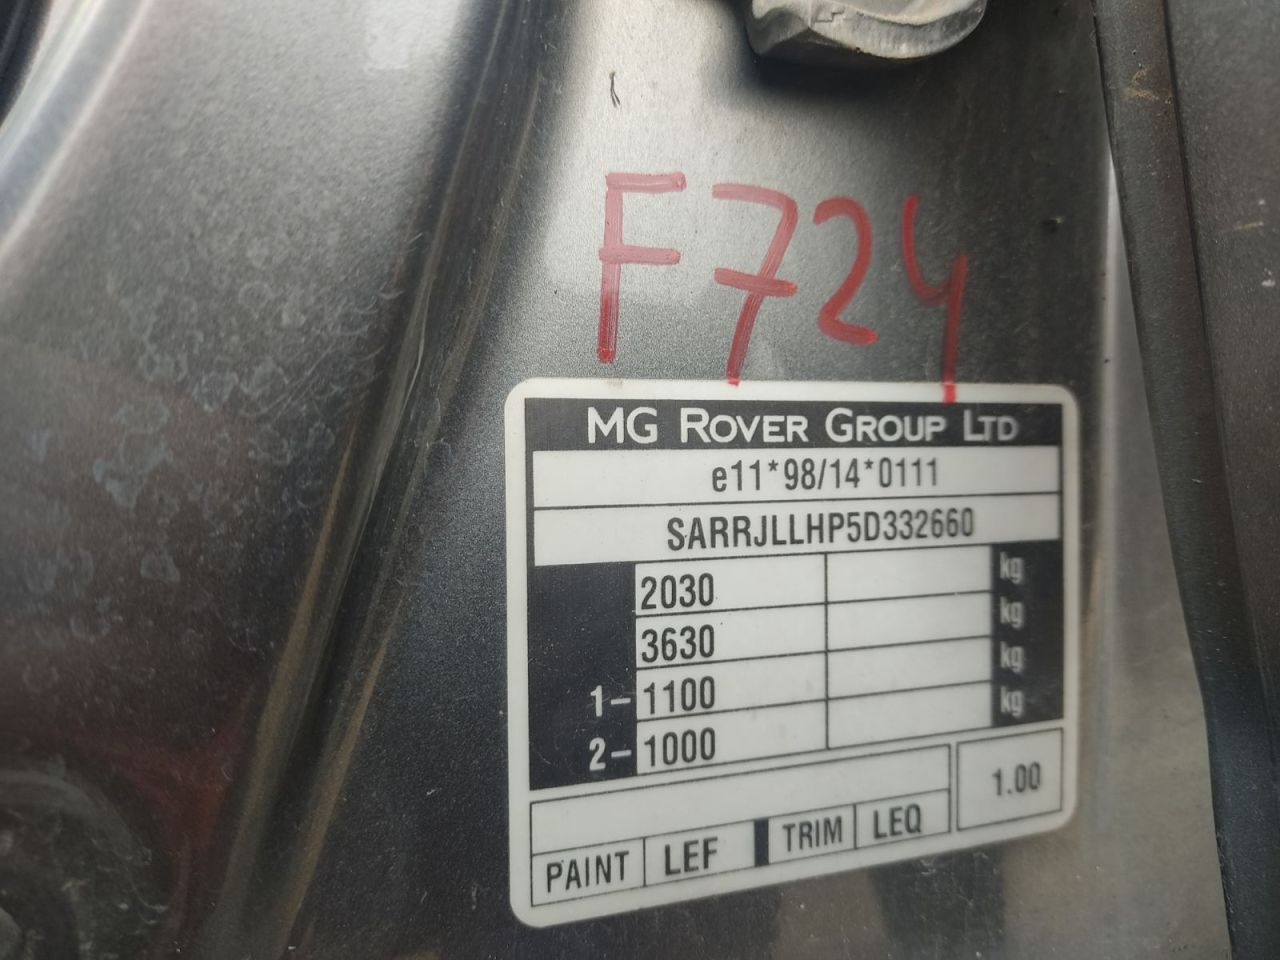 F724
MG ROVER GROUP LTD
e11*98/14*0111
SARRJLLHP5D332660
2030 kg
3630 kg
1- 1100 kg
2- 1000 kg
1.00
PAINT LEF TRIM LEQ